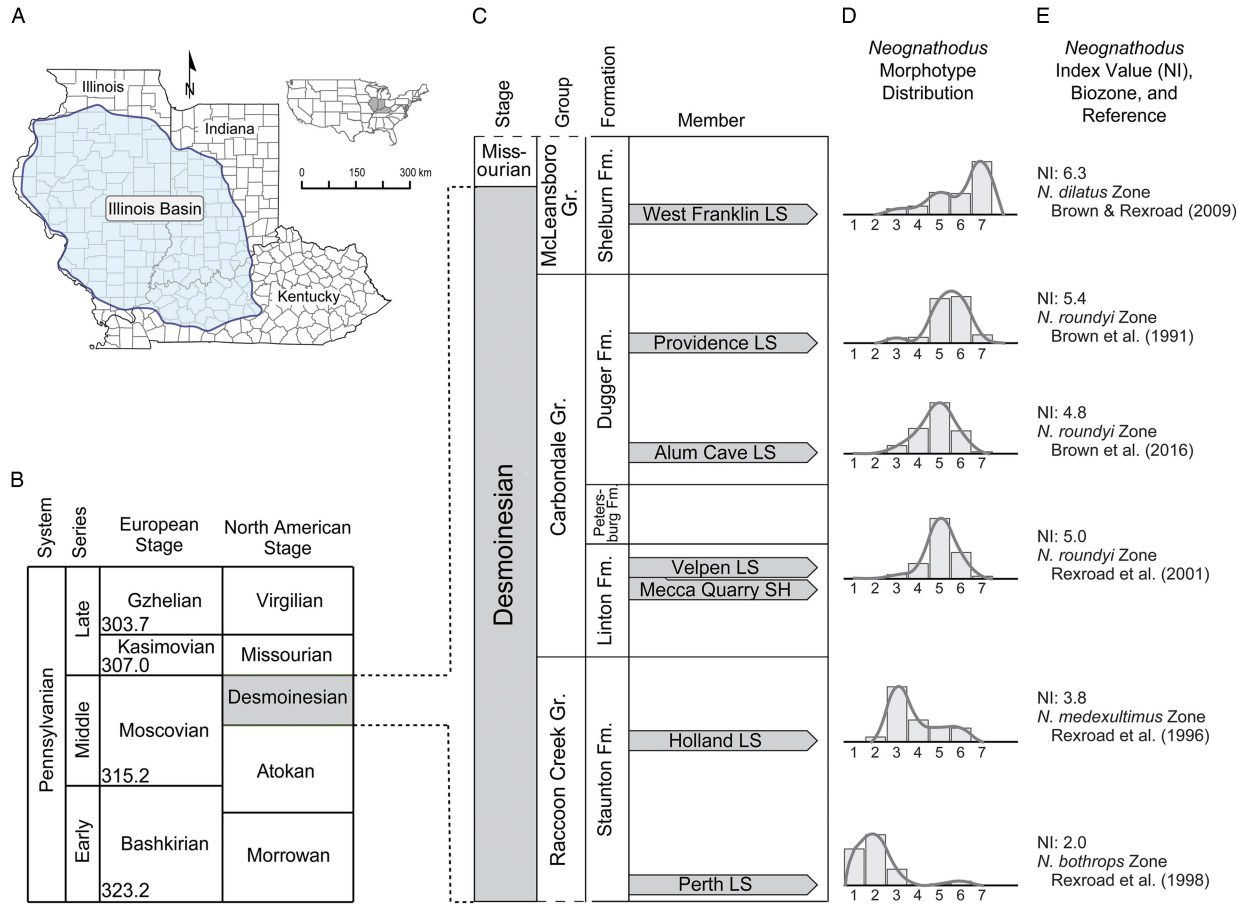 A
Illinois
N
Indiana
Illinois Basin
Kentucky
0 150 300 km
B
System
Series
European
Stage
North American
Stage
Pennsylvanian
Late
Middle
Early
Gzhelian
303.7
Kasimovian
307.0
Moscovian
315.2
Bashkirian
323.2
Virgilian
Missourian
Desmoinesian
Atokan
Morrowan
C
Stage
Group
Formation
Member
Miss-
ourian
Desmoinesian
McLeansboro
Gr.
Carbondale Gr.
Raccoon Creek Gr.
Shelburn Fm.
Dugger Fm.
Peters-
burg Fm.
Linton Fm.
Staunton Fm.
West Franklin LS
Providence LS
Alum Cave LS
Velpen LS
Mecca Quarry SH
Holland LS
Perth LS
D
Neognathodus
Morphotype
Distribution
1 2 3 4 5 6 7
1 2 3 4 5 6 7
1 2 3 4 5 6 7
1 2 3 4 5 6 7
1 2 3 4 5 6 7
1 2 3 4 5 6 7
E
Neognathodus
Index Value (NI),
Biozone, and
Reference
NI: 6.3
N. dilatus Zone
Brown & Rexroad (2009)
NI: 5.4
N. roundyi Zone
Brown et al. (1991)
NI: 4.8
N. roundyi Zone
Brown et al. (2016)
NI: 5.0
N. roundyi Zone
Rexroad et al. (2001)
NI: 3.8
N. medexultimus Zone
Rexroad et al. (1996)
NI: 2.0
N. bothrops Zone
Rexroad et al. (1998)